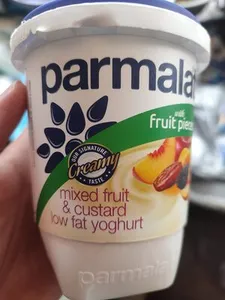 parmalat
with
fruit pieces
OUR SIGNATURE
Creamy
TASTE
mixed fruit
& custard
low fat yoghurt
parmalat